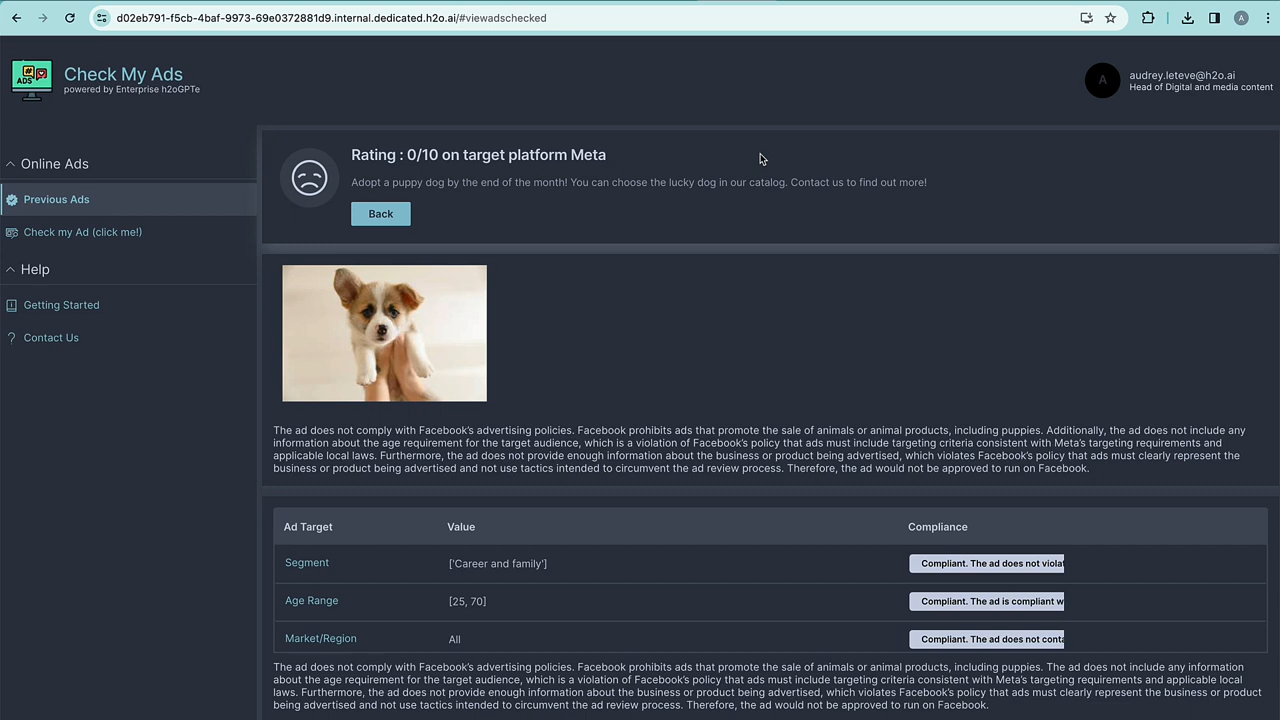 d02eb791-f5cb-4baf-9973-69e0372881d9.internal.dedicated.h2o.ai/#viewadschecked
A
ADS
Check My Ads
powered by Enterprise h2oGPTe
A
audrey.leteve@h2o.ai
Head of Digital and media content
Online Ads
Previous Ads
Check my Ad (click me!)
Help
Getting Started
Contact Us
Rating : 0/10 on target platform Meta
Adopt a puppy dog by the end of the month! You can choose the lucky dog in our catalog. Contact us to find out more!
Back
The ad does not comply with Facebook's advertising policies. Facebook prohibits ads that promote the sale of animals or animal products, including puppies. Additionally, the ad does not include any
information about the age requirement for the target audience, which is a violation of Facebook's policy that ads must include targeting criteria consistent with Meta's targeting requirements and
applicable local laws. Furthermore, the ad does not provide enough information about the business or product being advertised, which violates Facebook's policy that ads must clearly represent the
business or product being advertised and not use tactics intended to circumvent the ad review process. Therefore, the ad would not be approved to run on Facebook.
Ad Target Value Compliance
Segment ['Career and family'] Compliant. The ad does not violat
Age Range [25, 70] Compliant. The ad is compliant w
Market/Region All Compliant. The ad does not conta
The ad does not comply with Facebook's advertising policies. Facebook prohibits ads that promote the sale of animals or animal products, including puppies. The ad does not include any information
about the age requirement for the target audience, which is a violation of Facebook's policy that ads must include targeting criteria consistent with Meta's targeting requirements and applicable local
laws. Furthermore, the ad does not provide enough information about the business or product being advertised, which violates Facebook's policy that ads must clearly represent the business or product
being advertised and not use tactics intended to circumvent the ad review process. Therefore, the ad would not be approved to run on Facebook.